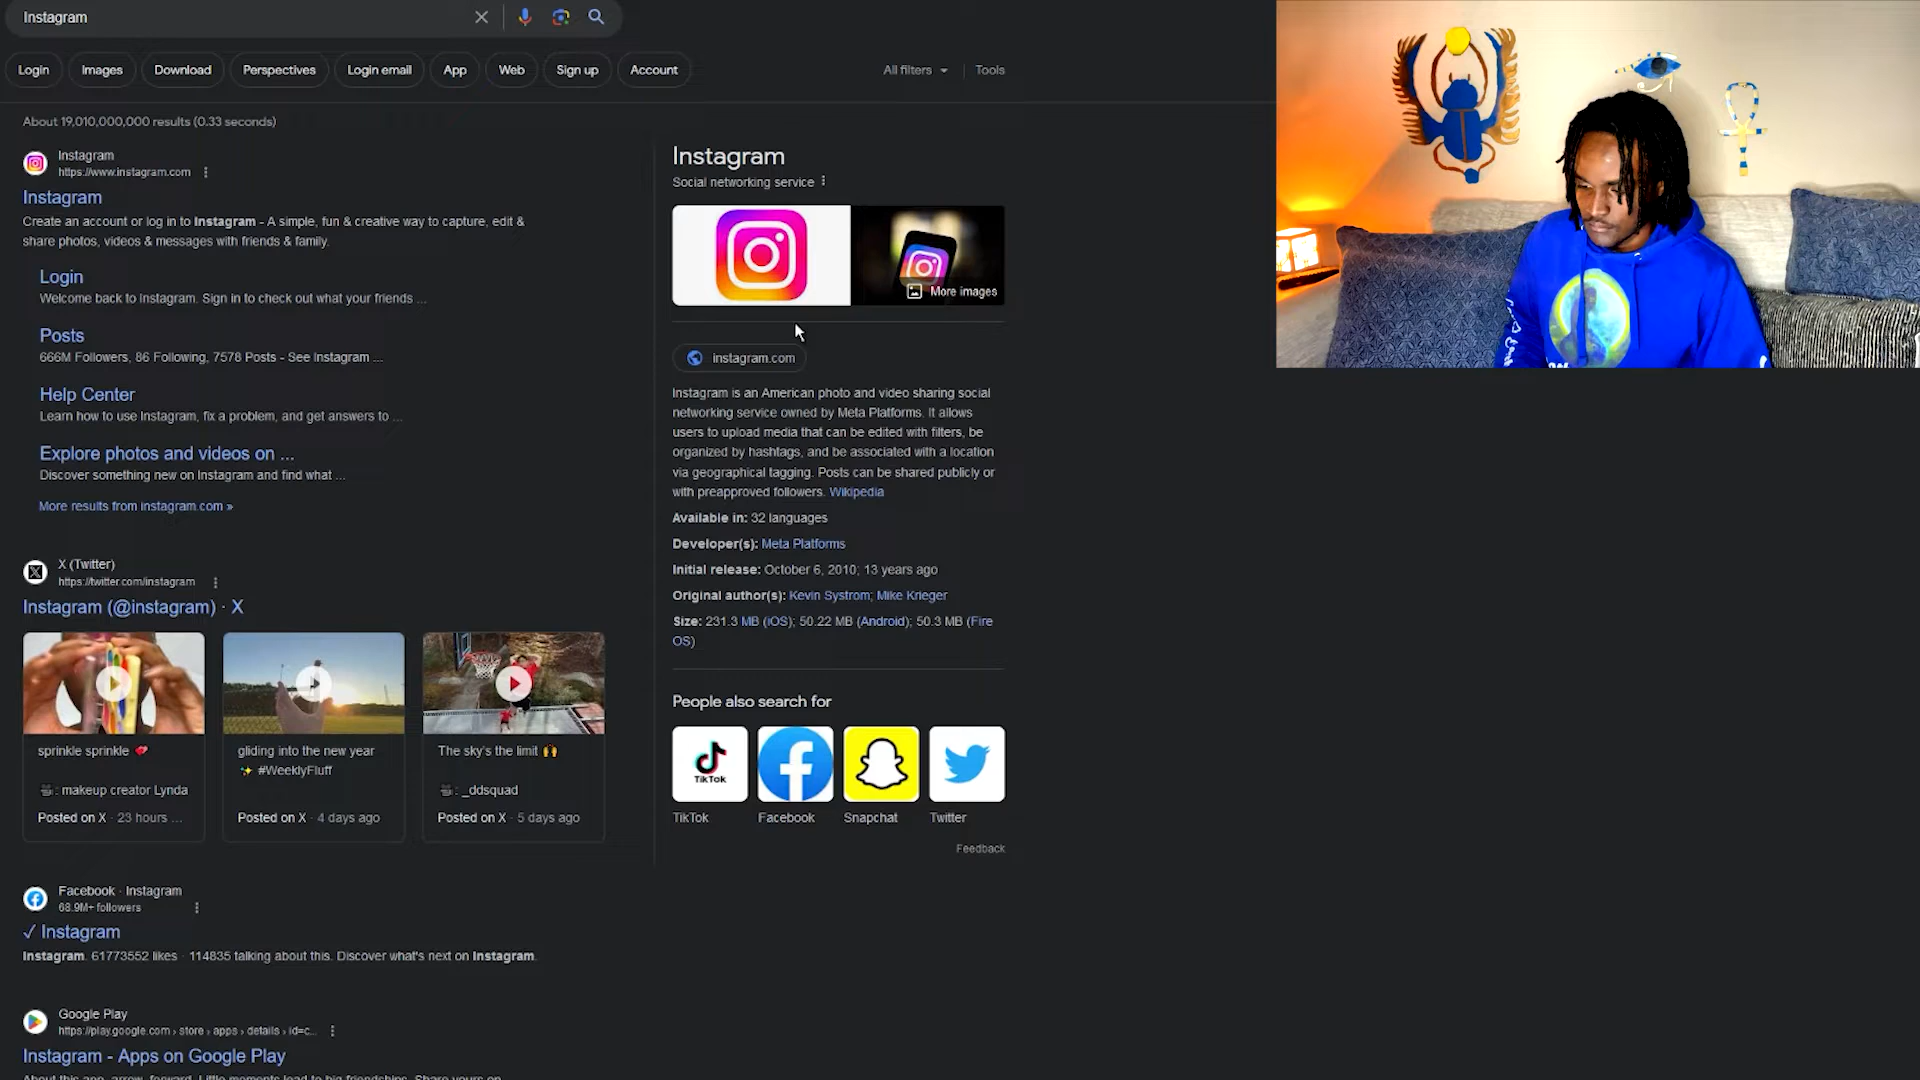 Instagram
Login
Images
Download
Perspectives
Login email
App
Web
Sign up
Account
All filters
Tools
About 19,010,000,000 results (0.33 seconds)
Instagram
https://www.instagram.com
Instagram
Create an account or log in to Instagram - A simple, fun & creative way to capture, edit &
share photos, videos & messages with friends & family.
Login
Welcome back to Instagram. Sign in to check out what your friends ...
Posts
666M Followers, 86 Following, 7578 Posts - See Instagram ...
Help Center
Learn how to use Instagram, fix a problem, and get answers to ...
Explore photos and videos on ...
Discover something new on Instagram and find what ...
More results from instagram.com »
X (Twitter)
https://twitter.com/instagram
Instagram (@instagram) · X
sprinkle sprinkle
: makeup creator Lynda
Posted on X · 23 hours ...
gliding into the new year
#WeeklyFluff
Posted on X · 4 days ago
The sky's the limit
: _ddsquad
Posted on X · 5 days ago
Facebook · Instagram
68.9M+ followers
✓ Instagram
Instagram. 61773552 likes · 114835 talking about this. Discover what's next on Instagram.
Google Play
https://play.google.com › store › apps › details › id=c...
Instagram - Apps on Google Play
About this app. arrow_forward. Little moments lead to big friendships. Share yours on
Instagram
Social networking service
More images
instagram.com
Instagram is an American photo and video sharing social
networking service owned by Meta Platforms. It allows
users to upload media that can be edited with filters, be
organized by hashtags, and be associated with a location
via geographical tagging. Posts can be shared publicly or
with preapproved followers. Wikipedia
Available in: 32 languages
Developer(s): Meta Platforms
Initial release: October 6, 2010; 13 years ago
Original author(s): Kevin Systrom; Mike Krieger
Size: 231.3 MB (iOS); 50.22 MB (Android); 50.3 MB (Fire
OS)
People also search for
TikTok
TikTok
Facebook
Snapchat
Twitter
Feedback